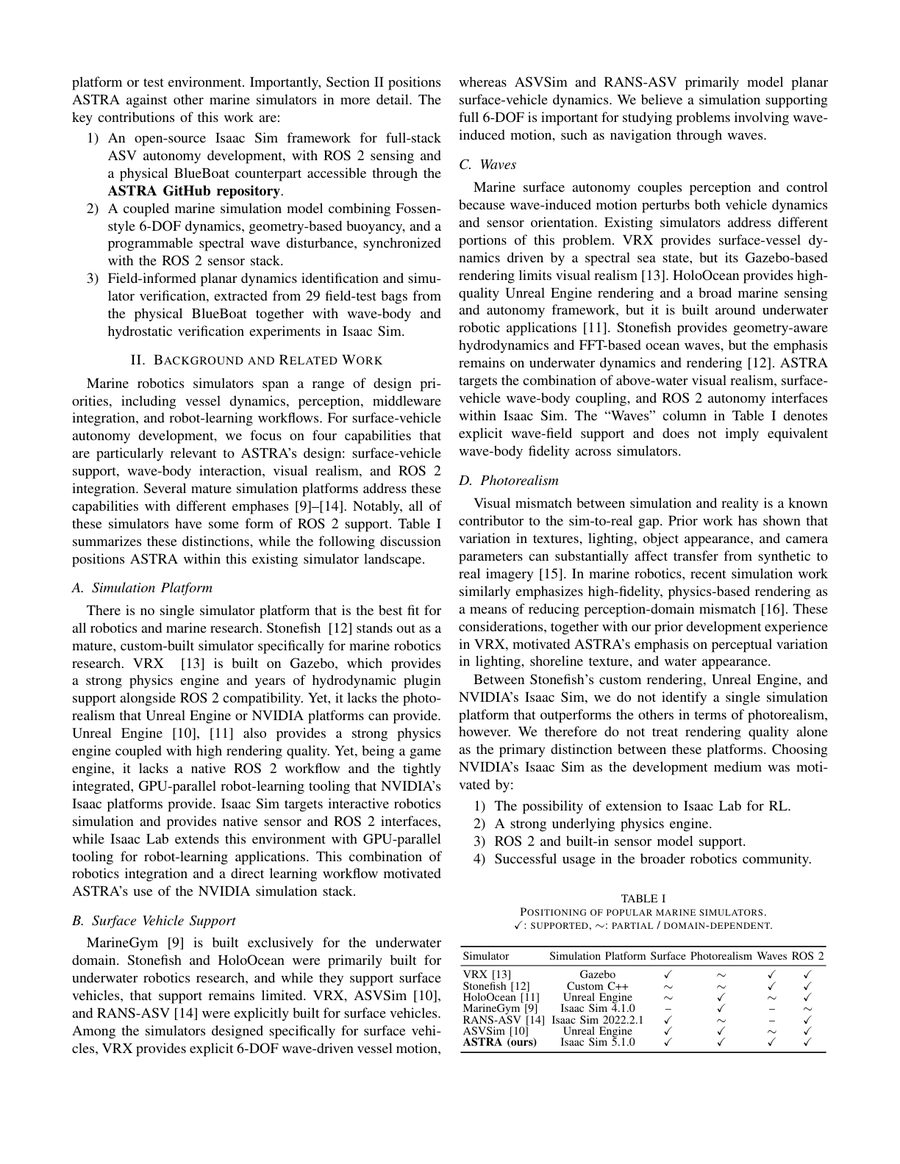 platform or test environment. Importantly, Section II positions
ASTRA against other marine simulators in more detail. The
key contributions of this work are:
1) An open-source Isaac Sim framework for full-stack
ASV autonomy development, with ROS 2 sensing and
a physical BlueBoat counterpart accessible through the
ASTRA GitHub repository.
2) A coupled marine simulation model combining Fossen-
style 6-DOF dynamics, geometry-based buoyancy, and a
programmable spectral wave disturbance, synchronized
with the ROS 2 sensor stack.
3) Field-informed planar dynamics identification and simu-
lator verification, extracted from 29 field-test bags from
the physical BlueBoat together with wave-body and
hydrostatic verification experiments in Isaac Sim.
II. BACKGROUND AND RELATED WORK
Marine robotics simulators span a range of design pri-
orities, including vessel dynamics, perception, middleware
integration, and robot-learning workflows. For surface-vehicle
autonomy development, we focus on four capabilities that
are particularly relevant to ASTRA's design: surface-vehicle
support, wave-body interaction, visual realism, and ROS 2
integration. Several mature simulation platforms address these
capabilities with different emphases [9]–[14]. Notably, all of
these simulators have some form of ROS 2 support. Table I
summarizes these distinctions, while the following discussion
positions ASTRA within this existing simulator landscape.
A. Simulation Platform
There is no single simulator platform that is the best fit for
all robotics and marine research. Stonefish [12] stands out as a
mature, custom-built simulator specifically for marine robotics
research. VRX [13] is built on Gazebo, which provides
a strong physics engine and years of hydrodynamic plugin
support alongside ROS 2 compatibility. Yet, it lacks the photo-
realism that Unreal Engine or NVIDIA platforms can provide.
Unreal Engine [10], [11] also provides a strong physics
engine coupled with high rendering quality. Yet, being a game
engine, it lacks a native ROS 2 workflow and the tightly
integrated, GPU-parallel robot-learning tooling that NVIDIA's
Isaac platforms provide. Isaac Sim targets interactive robotics
simulation and provides native sensor and ROS 2 interfaces,
while Isaac Lab extends this environment with GPU-parallel
tooling for robot-learning applications. This combination of
robotics integration and a direct learning workflow motivated
ASTRA's use of the NVIDIA simulation stack.
B. Surface Vehicle Support
MarineGym [9] is built exclusively for the underwater
domain. Stonefish and HoloOcean were primarily built for
underwater robotics research, and while they support surface
vehicles, that support remains limited. VRX, ASVSim [10],
and RANS-ASV [14] were explicitly built for surface vehicles.
Among the simulators designed specifically for surface vehi-
cles, VRX provides explicit 6-DOF wave-driven vessel motion,
whereas ASVSim and RANS-ASV primarily model planar
surface-vehicle dynamics. We believe a simulation supporting
full 6-DOF is important for studying problems involving wave-
induced motion, such as navigation through waves.
C. Waves
Marine surface autonomy couples perception and control
because wave-induced motion perturbs both vehicle dynamics
and sensor orientation. Existing simulators address different
portions of this problem. VRX provides surface-vessel dy-
namics driven by a spectral sea state, but its Gazebo-based
rendering limits visual realism [13]. HoloOcean provides high-
quality Unreal Engine rendering and a broad marine sensing
and autonomy framework, but it is built around underwater
robotic applications [11]. Stonefish provides geometry-aware
hydrodynamics and FFT-based ocean waves, but the emphasis
remains on underwater dynamics and rendering [12]. ASTRA
targets the combination of above-water visual realism, surface-
vehicle wave-body coupling, and ROS 2 autonomy interfaces
within Isaac Sim. The “Waves” column in Table I denotes
explicit wave-field support and does not imply equivalent
wave-body fidelity across simulators.
D. Photorealism
Visual mismatch between simulation and reality is a known
contributor to the sim-to-real gap. Prior work has shown that
variation in textures, lighting, object appearance, and camera
parameters can substantially affect transfer from synthetic to
real imagery [15]. In marine robotics, recent simulation work
similarly emphasizes high-fidelity, physics-based rendering as
a means of reducing perception-domain mismatch [16]. These
considerations, together with our prior development experience
in VRX, motivated ASTRA's emphasis on perceptual variation
in lighting, shoreline texture, and water appearance.
Between Stonefish's custom rendering, Unreal Engine, and
NVIDIA's Isaac Sim, we do not identify a single simulation
platform that outperforms the others in terms of photorealism,
however. We therefore do not treat rendering quality alone
as the primary distinction between these platforms. Choosing
NVIDIA's Isaac Sim as the development medium was moti-
vated by:
1) The possibility of extension to Isaac Lab for RL.
2) A strong underlying physics engine.
3) ROS 2 and built-in sensor model support.
4) Successful usage in the broader robotics community.
TABLE I
POSITIONING OF POPULAR MARINE SIMULATORS.
✓: SUPPORTED, ∼: PARTIAL / DOMAIN-DEPENDENT.
Simulator Simulation Platform Surface Photorealism Waves ROS 2
VRX [13] Gazebo ✓ ∼ ✓ ✓
Stonefish [12] Custom C++ ∼ ∼ ✓ ✓
HoloOcean [11] Unreal Engine ∼ ✓ ∼ ✓
MarineGym [9] Isaac Sim 4.1.0 – ✓ – ∼
RANS-ASV [14] Isaac Sim 2022.2.1 ✓ ∼ – ✓
ASVSim [10] Unreal Engine ✓ ✓ ∼ ✓
ASTRA (ours) Isaac Sim 5.1.0 ✓ ✓ ✓ ✓